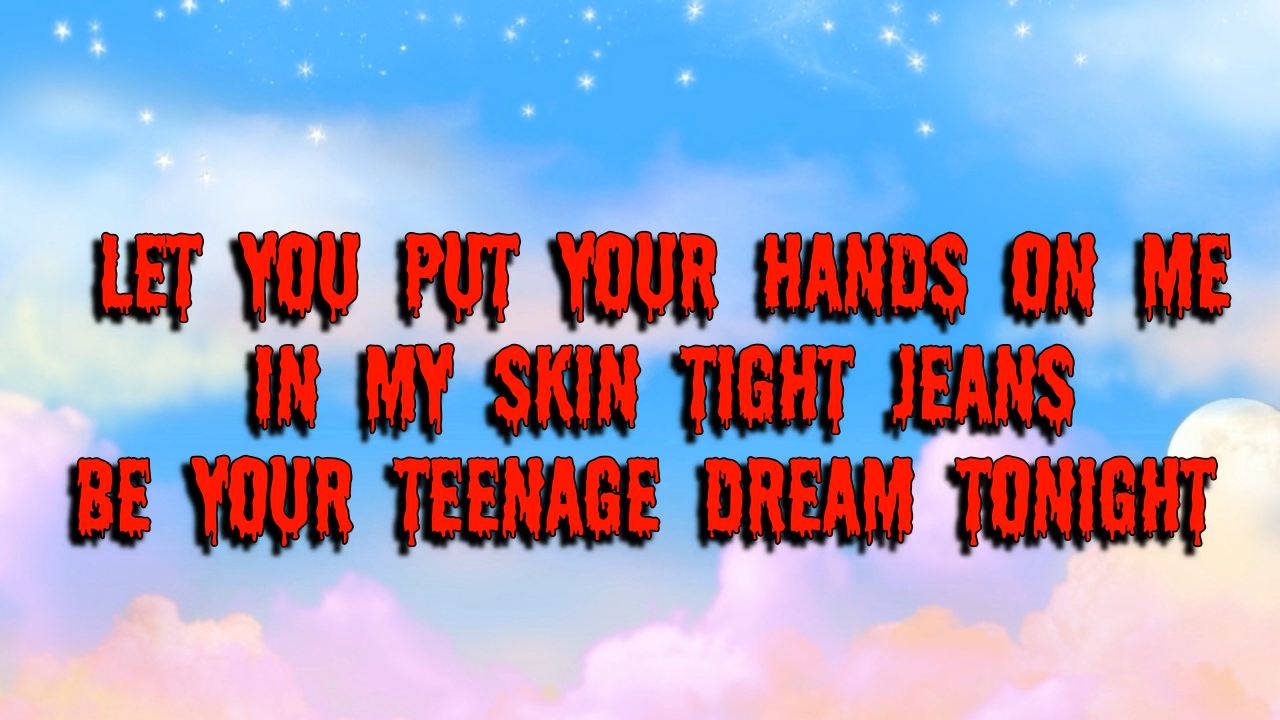 LET YOU PUT YOUR HANDS ON ME
IN MY SKIN TIGHT JEANS
BE YOUR TEENAGE DREAM TONIGHT